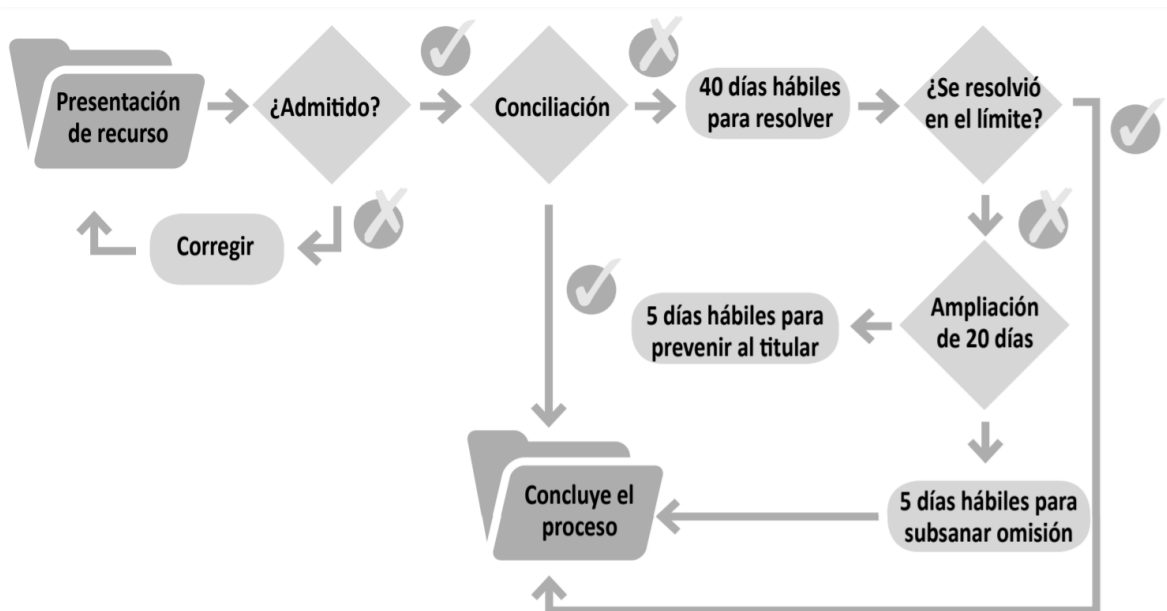 Presentación
de recurso
¿Admitido?
Conciliación
40 días hábiles
para resolver
¿Se resolvió
en el límite?
Corregir
5 días hábiles para
prevenir al titular
Ampliación
de 20 días
Concluye el
proceso
5 días hábiles para
subsanar omisión